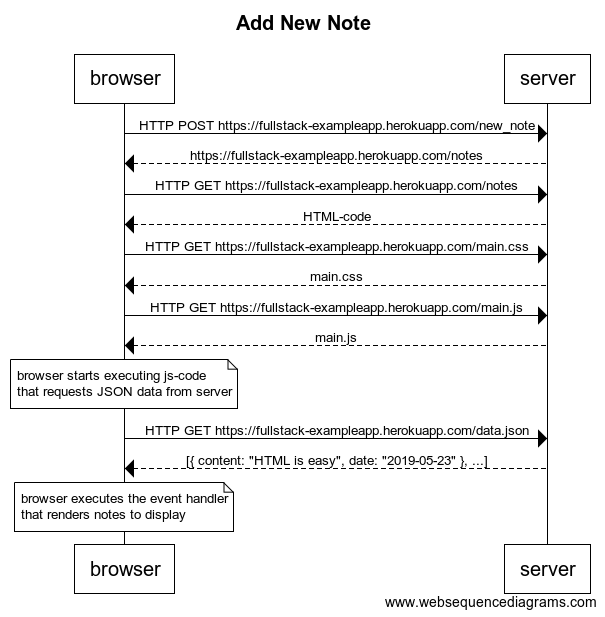 Add New Note
browser
server
HTTP POST https://fullstack-exampleapp.herokuapp.com/new_note
https://fullstack-exampleapp.herokuapp.com/notes
HTTP GET https://fullstack-exampleapp.herokuapp.com/notes
HTML-code
HTTP GET https://fullstack-exampleapp.herokuapp.com/main.css
main.css
HTTP GET https://fullstack-exampleapp.herokuapp.com/main.js
main.js
browser starts executing js-code
that requests JSON data from server
HTTP GET https://fullstack-exampleapp.herokuapp.com/data.json
[{ content: "HTML is easy", date: "2019-05-23" }, ...]
browser executes the event handler
that renders notes to display
browser
server
www.websequencediagrams.com